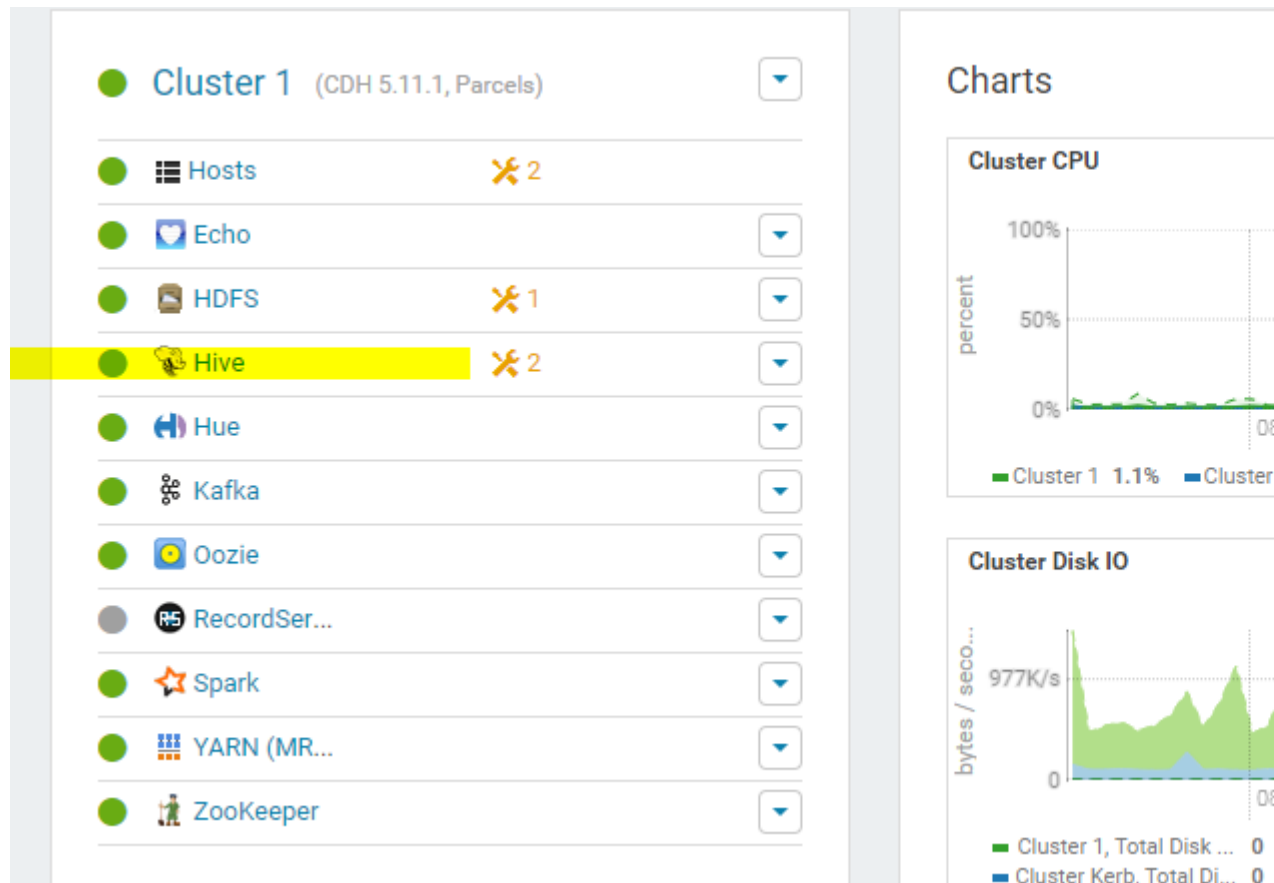 Cluster 1 (CDH 5.11.1, Parcels)
Hosts 2
Echo
HDFS 1
Hive 2
Hue
Kafka
Oozie
RecordSer...
Spark
YARN (MR...
ZooKeeper
Charts
Cluster CPU
percent
100%
50%
0%
08
Cluster 1 1.1% Cluster
Cluster Disk IO
bytes / seco...
977K/s
0
08
Cluster 1, Total Disk ... 0
Cluster Kerb, Total Di... 0